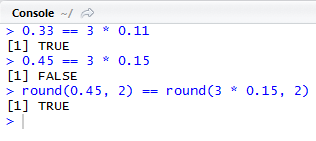 Console ~/
> 0.33 == 3 * 0.11
[1] TRUE
> 0.45 == 3 * 0.15
[1] FALSE
> round(0.45, 2) == round(3 * 0.15, 2)
[1] TRUE
>